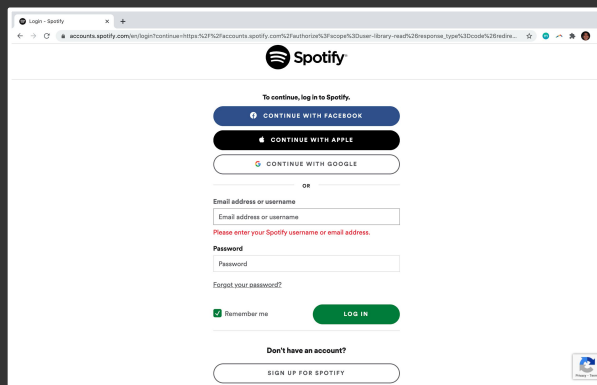 Login - Spotify
accounts.spotify.com/en/login?continue=https:%2F%2Faccounts.spotify.com%2Fauthorize%3Fscope%3Duser-library-read%26response_type%3Dcode%26redire...
Spotify
To continue, log in to Spotify.
CONTINUE WITH FACEBOOK
CONTINUE WITH APPLE
CONTINUE WITH GOOGLE
OR
Email address or username
Email address or username
Please enter your Spotify username or email address.
Password
Password
Forgot your password?
Remember me
LOG IN
Don't have an account?
SIGN UP FOR SPOTIFY
Privacy - Term